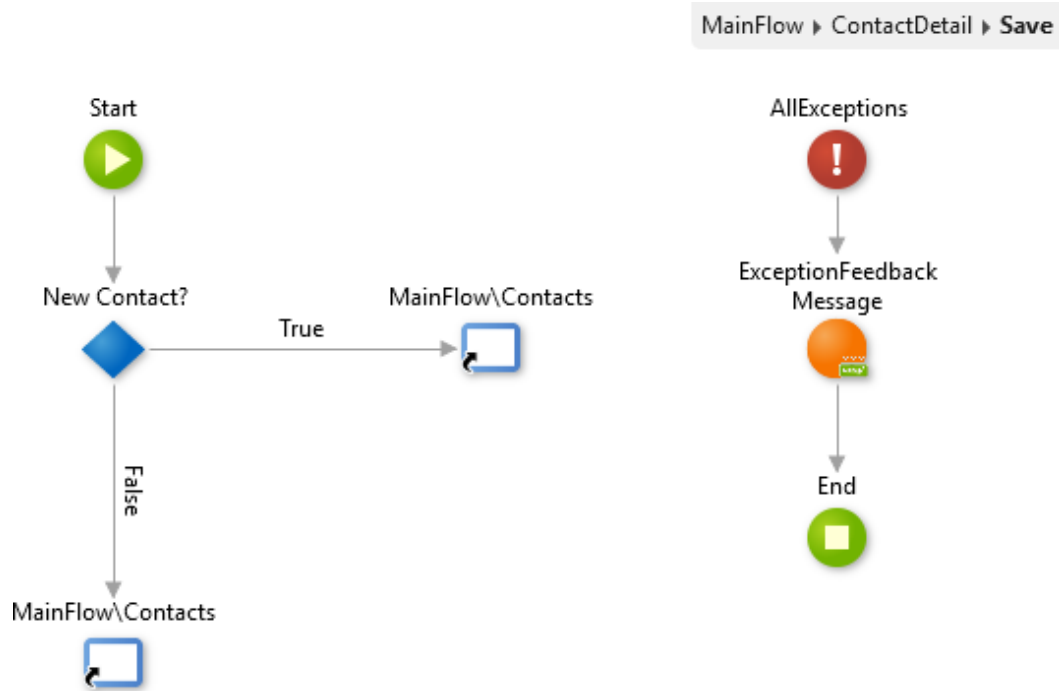 MainFlow ContactDetail Save
Start
AllExceptions
New Contact?
True
MainFlow\Contacts
ExceptionFeedback
Message
False
End
MainFlow\Contacts